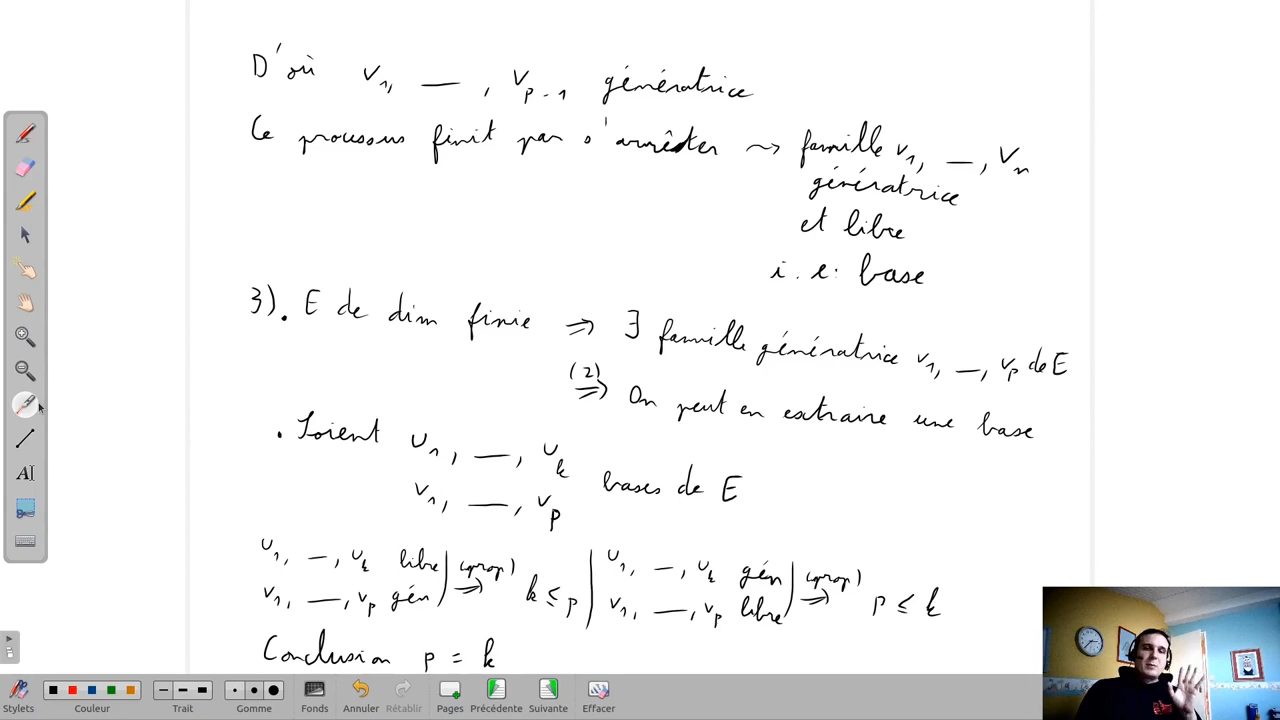 D'où v1, —, vp-1 génératrice
Ce processus finit par s'arrêter ⇝ famille v1, —, vn
génératrice
et libre
i.e: base
3). E de dim finie ⇒ ∃ famille génératrice v1, —, vp de E
(2)
⇒ On peut en extraire une base
. Soient u1, —, uk
v1, —, vp
bases de E
u1, —, uk libre | (prop) | u1, —, uk gén | (prop)
v1, —, vp gén | ⇒ k ≤ p | v1, —, vp libre | ⇒ p ≤ k
Conclusion p = k
AI
Stylets
Couleur
Trait
Gomme
Fonds
Annuler
Rétablir
Pages
Précédente
Suivante
Effacer